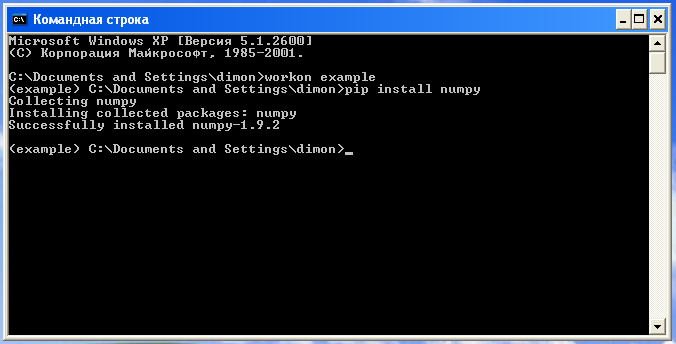 Командная строка
Microsoft Windows XP [Версия 5.1.2600]
(С) Корпорация Майкрософт, 1985-2001.
C:\Documents and Settings\dimon>workon example
(example) C:\Documents and Settings\dimon>pip install numpy
Collecting numpy
Installing collected packages: numpy
Successfully installed numpy-1.9.2
(example) C:\Documents and Settings\dimon>_